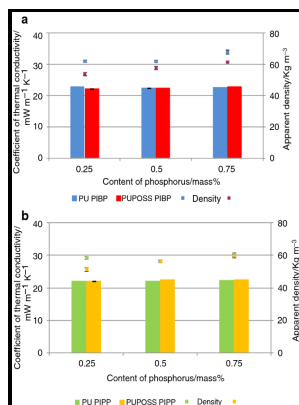 a
Coefficient of thermal conductivity/
mW m⁻¹ K⁻¹
40
30
20
10
0
80
60
40
20
0
Apparent density/Kg m⁻³
0.25 0.5 0.75
Content of phosphorus/mass%
PU PIBP PUPOSS PIBP Density
b
Coefficient of thermal conductivity/
mW m⁻¹ K⁻¹
40
30
20
10
0
80
60
40
20
0
Apparent density/Kg m⁻³
0.25 0.5 0.75
Content of phosphorus/mass%
PU PIPP PUPOSS PIPP Density